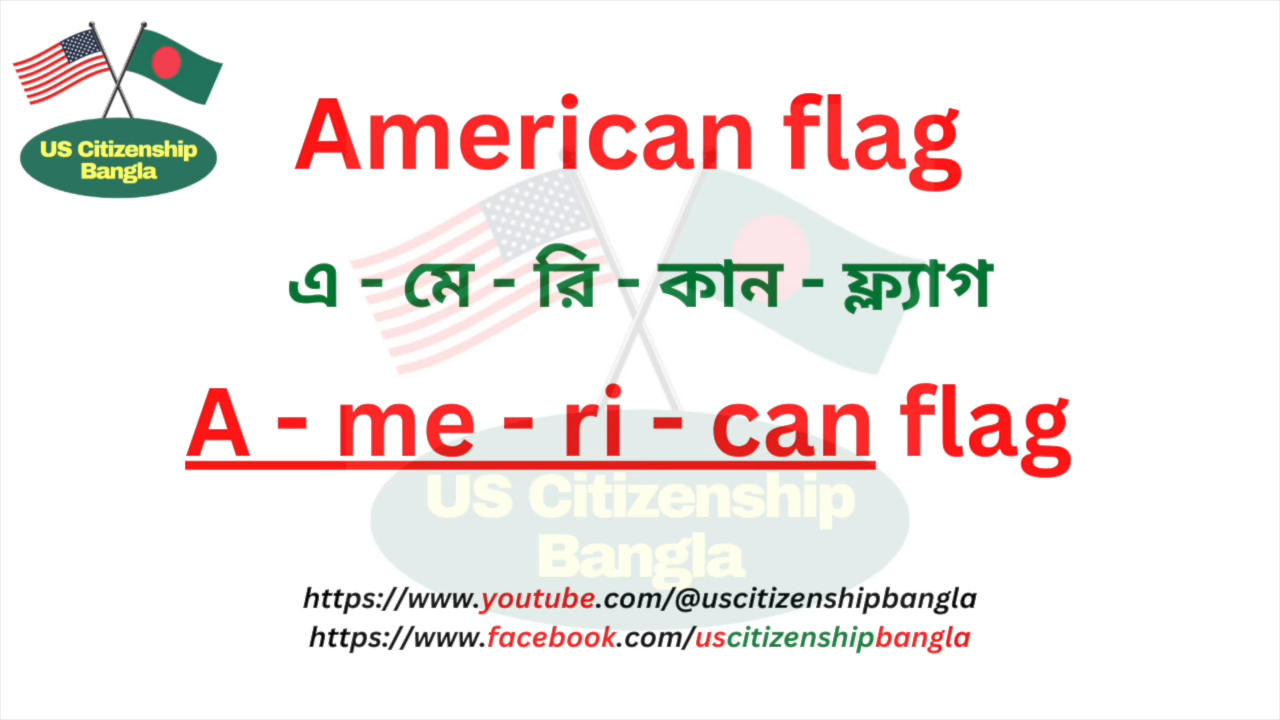 US Citizenship
Bangla
American flag
এ - মে - রি - কান - ফ্ল্যাগ
A - me - ri - can flag
US Citizenship
Bangla
https://www.youtube.com/@uscitizenshipbangla
https://www.facebook.com/uscitizenshipbangla